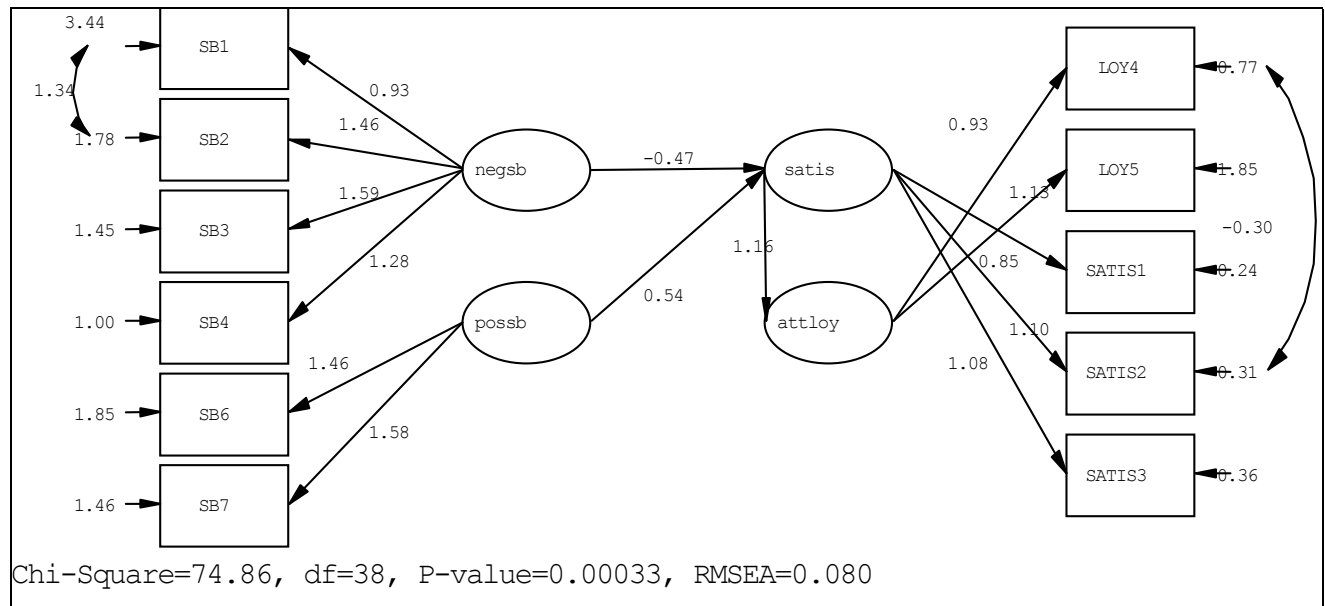 3.44
SB1
1.34
1.78
SB2
1.45
SB3
1.00
SB4
1.85
SB6
1.46
SB7
0.93
1.46
1.59
1.28
1.46
1.58
negsb
possb
-0.47
0.54
satis
1.16
attloy
0.93
1.13
0.85
1.10
1.08
LOY4
0.77
LOY5
1.85
-0.30
SATIS1
0.24
SATIS2
0.31
SATIS3
0.36
Chi-Square=74.86, df=38, P-value=0.00033, RMSEA=0.080